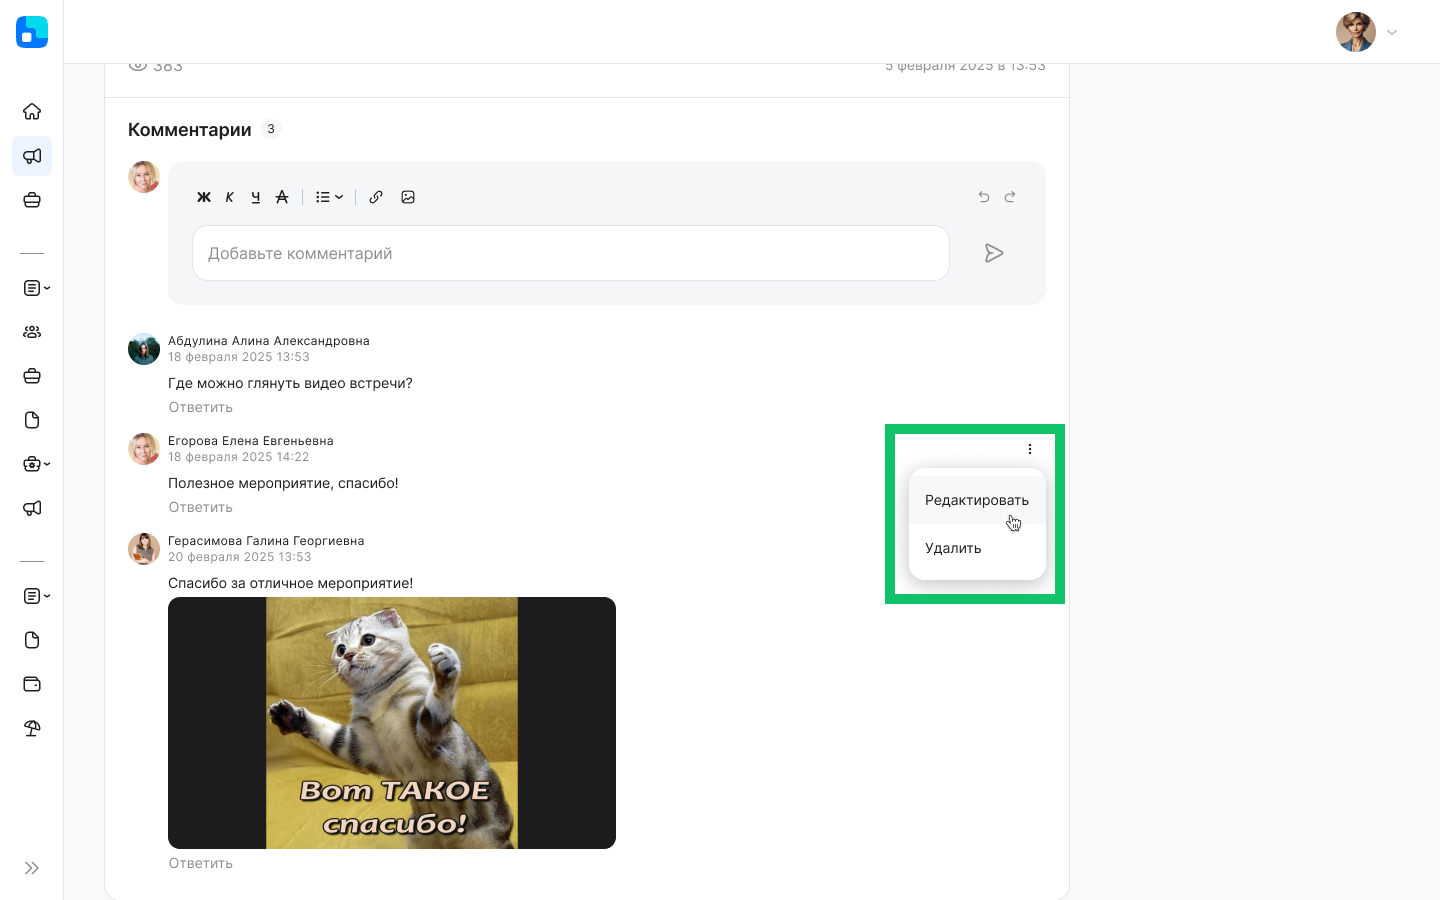 383
5 февраля 2025 в 13:53
Комментарии 3
Ж К Ч А
Добавьте комментарий
Абдулина Алина Александровна
18 февраля 2025 13:53
Где можно глянуть видео встречи?
Ответить
Егорова Елена Евгеньевна
18 февраля 2025 14:22
Полезное мероприятие, спасибо!
Ответить
Редактировать
Удалить
Герасимова Галина Георгиевна
20 февраля 2025 13:53
Спасибо за отличное мероприятие!
Вот ТАКОЕ
спасибо!
Ответить